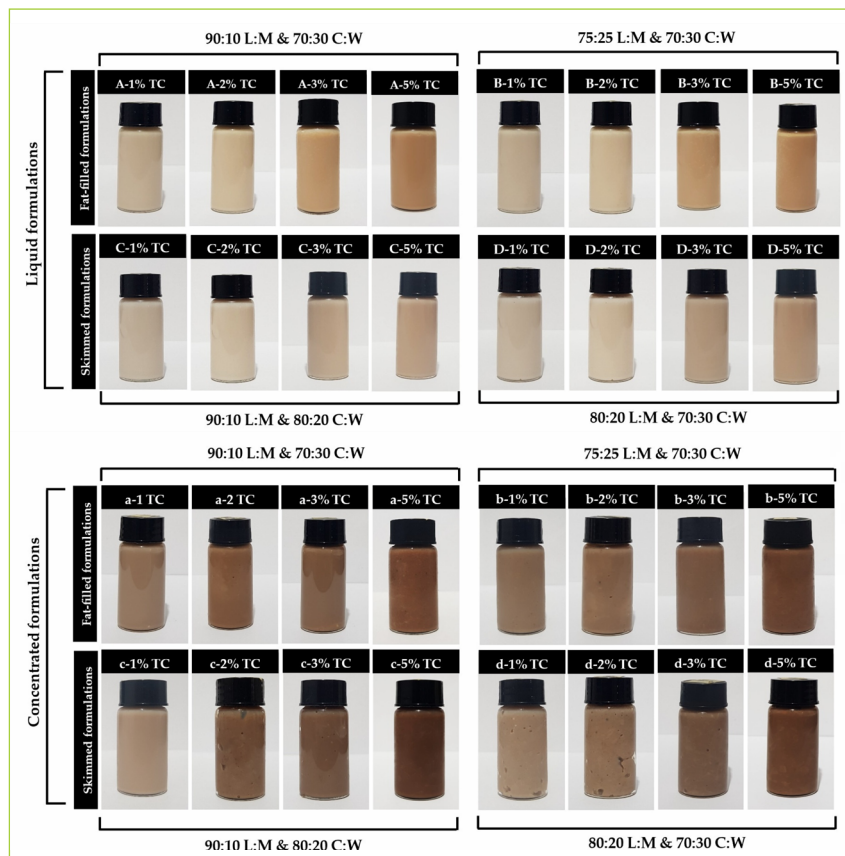 90:10 L:M & 70:30 C:W
75:25 L:M & 70:30 C:W
Liquid formulations
Fat-filled formulations
A-1% TC A-2% TC A-3% TC A-5% TC
B-1% TC B-2% TC B-3% TC B-5% TC
Skimmed formulations
C-1% TC C-2% TC C-3% TC C-5% TC
D-1% TC D-2% TC D-3% TC D-5% TC
90:10 L:M & 80:20 C:W
80:20 L:M & 70:30 C:W
90:10 L:M & 70:30 C:W
75:25 L:M & 70:30 C:W
Concentrated formulations
Fat-filled formulations
a-1 TC a-2 TC a-3% TC a-5% TC
b-1% TC b-2% TC b-3% TC b-5% TC
Skimmed formulations
c-1% TC c-2% TC c-3% TC c-5% TC
d-1% TC d-2% TC d-3% TC d-5% TC
90:10 L:M & 80:20 C:W
80:20 L:M & 70:30 C:W